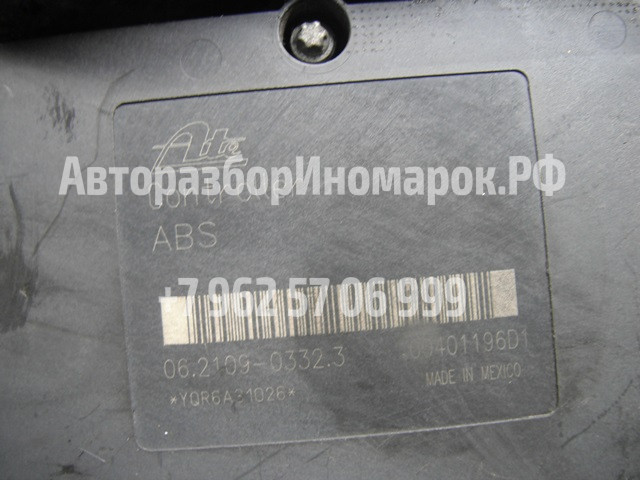 Ate
АвторазборИномарок.РФ
ABS
+7 962 57 06 999
06.2109-0332.3
MADE IN MEXICO
*YQR6A31026*